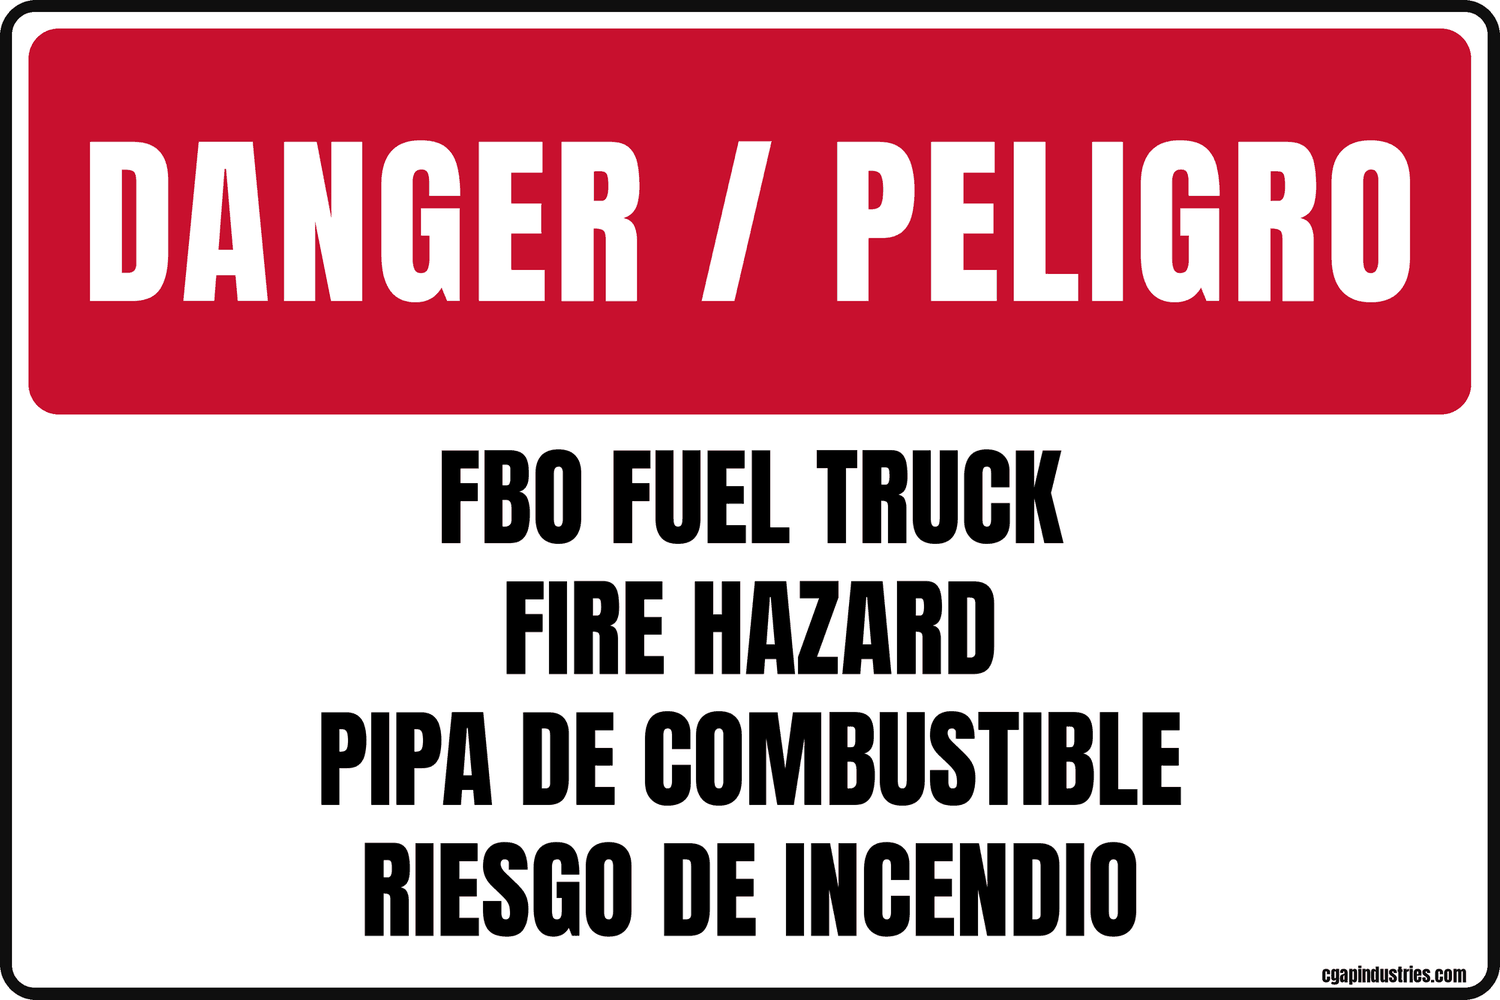 DANGER / PELIGRO
FBO FUEL TRUCK
FIRE HAZARD
PIPA DE COMBUSTIBLE
RIESGO DE INCENDIO
cgapindustries.com